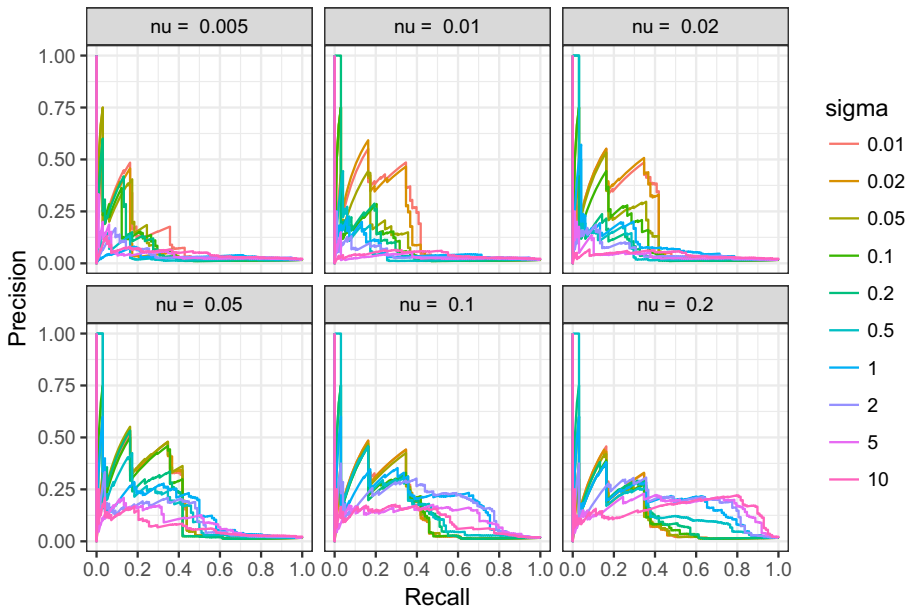 nu = 0.005
nu = 0.01
nu = 0.02
1.00
0.75
0.50
0.25
0.00
nu = 0.05
nu = 0.1
nu = 0.2
1.00
0.75
0.50
0.25
0.00
0.0 0.2 0.4 0.6 0.8 1.0
0.0 0.2 0.4 0.6 0.8 1.0
0.0 0.2 0.4 0.6 0.8 1.0
Precision
Recall
sigma
0.01
0.02
0.05
0.1
0.2
0.5
1
2
5
10